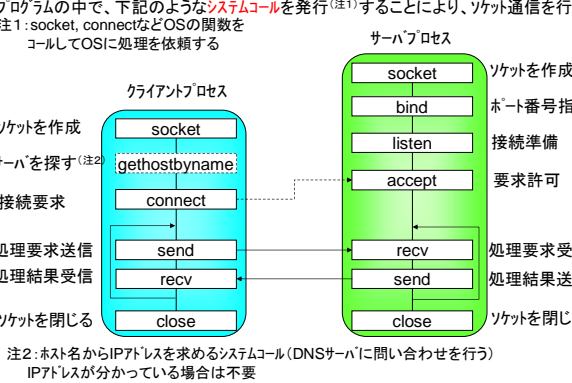 プログラムの中で、下記のようなシステムコールを発行(注1)することにより、ソケット通信を行
注1：socket, connectなどOSの関数を
コールしてOSに処理を依頼する
サーバプロセス
クライアントプロセス
socket
ソケットを作成
bind
ポート番号指
listen
接続準備
accept
要求許可
recv
処理要求受
send
処理結果送
close
ソケットを閉じ
ソケットを作成
socket
サーバを探す(注2)
gethostbyname
接続要求
connect
処理要求送信
send
処理結果受信
recv
ソケットを閉じる
close
注2：ホスト名からIPアドレスを求めるシステムコール（DNSサーバに問い合わせを行う）
IPアドレスが分かっている場合は不要